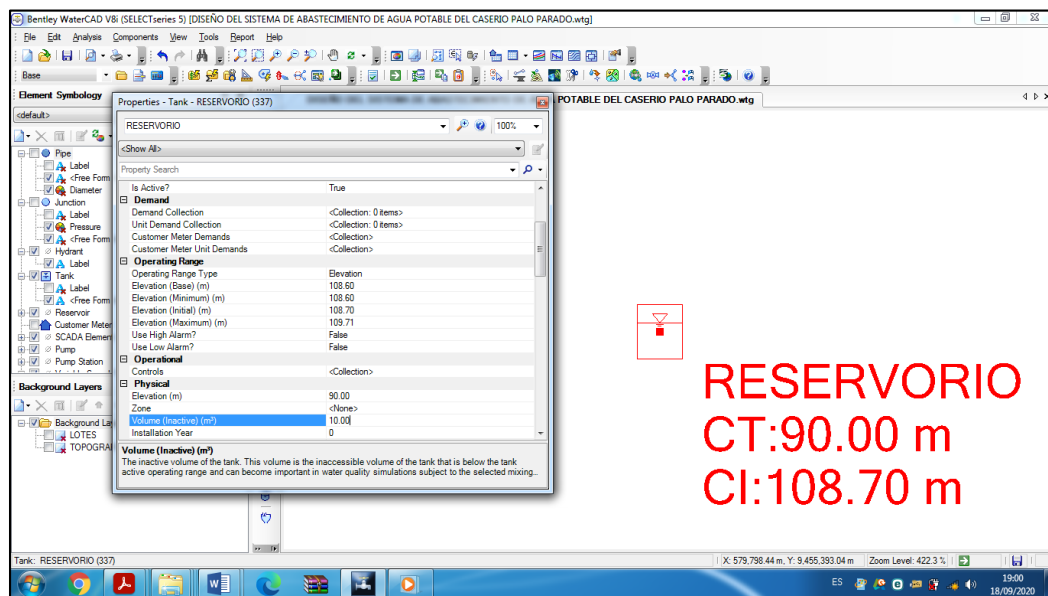 Bentley WaterCAD V8i (SELECTseries 5) [DISEÑO DEL SISTEMA DE ABASTECIMIENTO DE AGUA POTABLE DEL CASERIO PALO PARADO.wtg]
File Edit Analysis Components View Tools Report Help
Base
Element Symbology
<default>
Pipe
Label
<Free Form
Diameter
Junction
Label
Pressure
<Free Form
Hydrant
Label
Tank
Label
<Free Form
Reservoir
Customer Meter
SCADA Elemen
Pump
Pump Station
Background Layers
Background La
LOTES
TOPOGRA
POTABLE DEL CASERIO PALO PARADO.wtg
Properties - Tank - RESERVORIO (337)
RESERVORIO 100%
<Show All>
Property Search
Is Active? True
Demand
Demand Collection <Collection: 0 items>
Unit Demand Collection <Collection: 0 items>
Customer Meter Demands <Collection>
Customer Meter Unit Demands <Collection>
Operating Range
Operating Range Type Elevation
Elevation (Base) (m) 108.60
Elevation (Minimum) (m) 108.60
Elevation (Initial) (m) 108.70
Elevation (Maximum) (m) 109.71
Use High Alarm? False
Use Low Alarm? False
Operational
Controls <Collection>
Physical
Elevation (m) 90.00
Zone <None>
Volume (Inactive) (m³) 10.00
Installation Year 0
Volume (Inactive) (m³)
The inactive volume of the tank. This volume is the inaccessible volume of the tank that is below the tank
active operating range and can become important in water quality simulations subject to the selected mixing..
RESERVORIO
CT:90.00 m
CI:108.70 m
Tank: RESERVORIO (337)
X: 579,798.44 m, Y: 9,455,393.04 m Zoom Level: 422.3 %
ES
19:00
18/09/2020